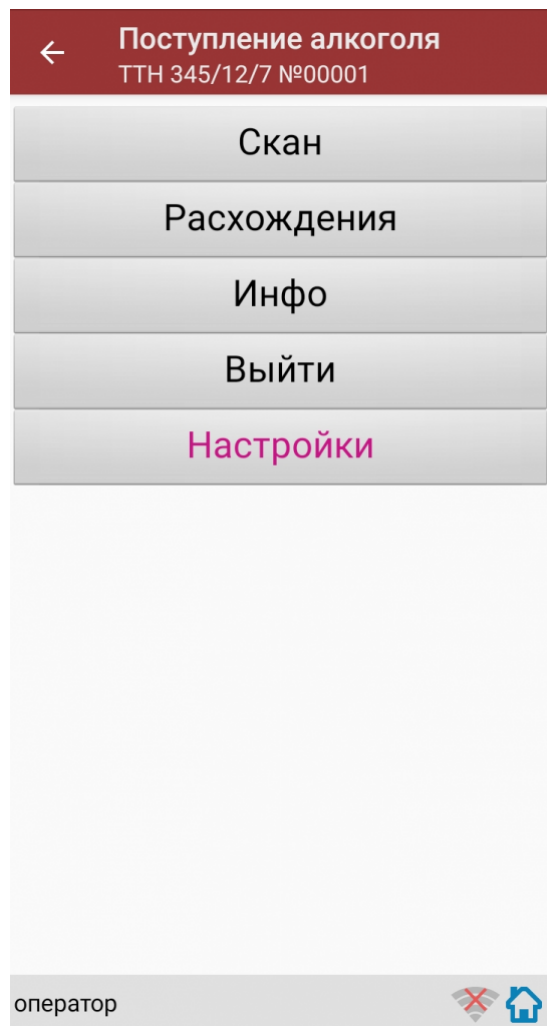 Поступление алкоголя
ТТН 345/12/7 №00001
Скан
Расхождения
Инфо
Выйти
Настройки
оператор